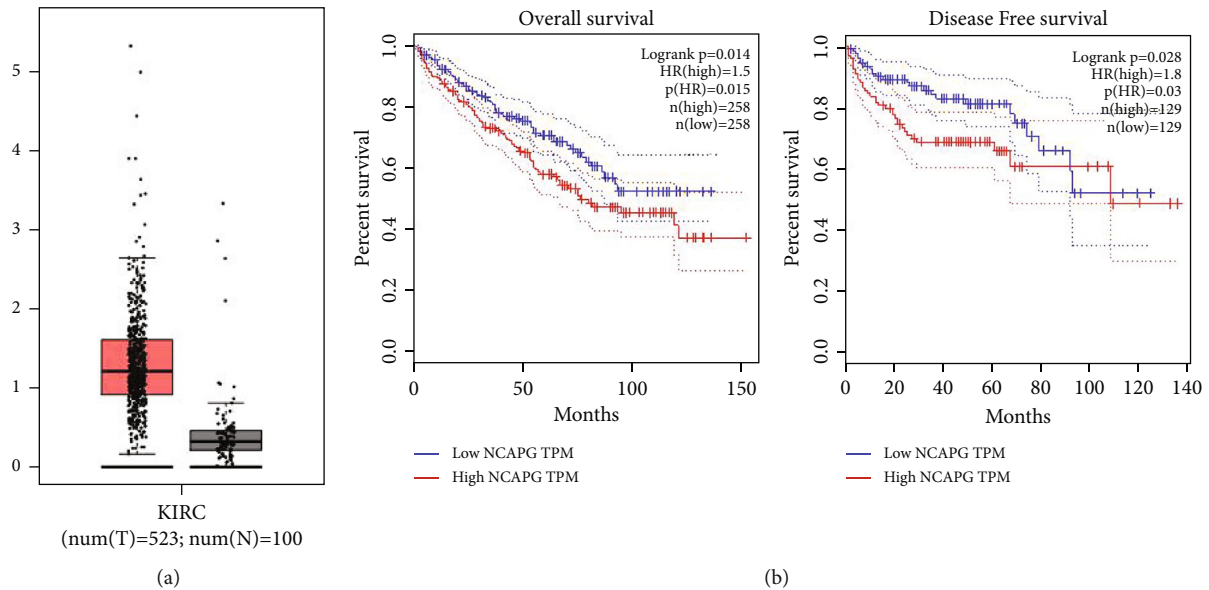 5
4
3
2
1
0
KIRC
(num(T)=523; num(N)=100
(a)
Overall survival
Logrank p=0.014
HR(high)=1.5
p(HR)=0.015
n(high)=258
n(low)=258
Percent survival
1.0
0.8
0.6
0.4
0.2
0.0
0 50 100 150
Months
Low NCAPG TPM
High NCAPG TPM
Disease Free survival
Logrank p=0.028
HR(high)=1.8
p(HR)=0.03
n(high)=129
n(low)=129
Percent survival
1.0
0.8
0.6
0.4
0.2
0.0
0 20 40 60 80 100 120 140
Months
Low NCAPG TPM
High NCAPG TPM
(b)